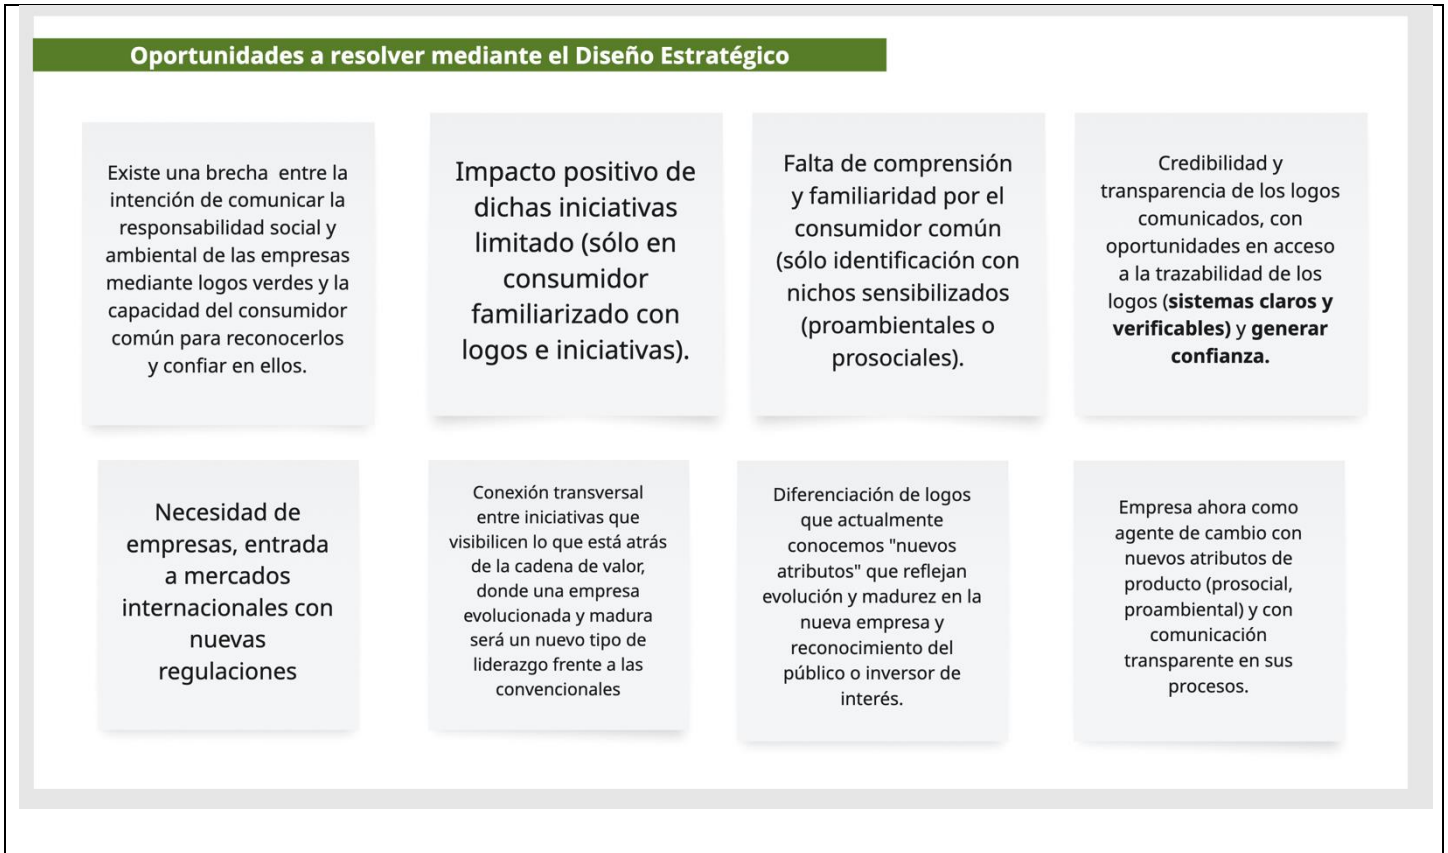 Oportunidades a resolver mediante el Diseño Estratégico
Existe una brecha entre la
intención de comunicar la
responsabilidad social y
ambiental de las empresas
mediante logos verdes y la
capacidad del consumidor
común para reconocerlos
y confiar en ellos.
Impacto positivo de
dichas iniciativas
limitado (sólo en
consumidor
familiarizado con
logos e iniciativas).
Falta de comprensión
y familiaridad por el
consumidor común
(sólo identificación con
nichos sensibilizados
(proambientales o
prosociales).
Credibilidad y
transparencia de los logos
comunicados, con
oportunidades en acceso
a la trazabilidad de los
logos (sistemas claros y
verificables) y generar
confianza.
Necesidad de
empresas, entrada
a mercados
internacionales con
nuevas
regulaciones
Conexión transversal
entre iniciativas que
visibilicen lo que está atrás
de la cadena de valor,
donde una empresa
evolucionada y madura
será un nuevo tipo de
liderazgo frente a las
convencionales
Diferenciación de logos
que actualmente
conocemos "nuevos
atributos" que reflejan
evolución y madurez en la
nueva empresa y
reconocimiento del
público o inversor de
interés.
Empresa ahora como
agente de cambio con
nuevos atributos de
producto (prosocial,
proambiental) y con
comunicación
transparente en sus
procesos.